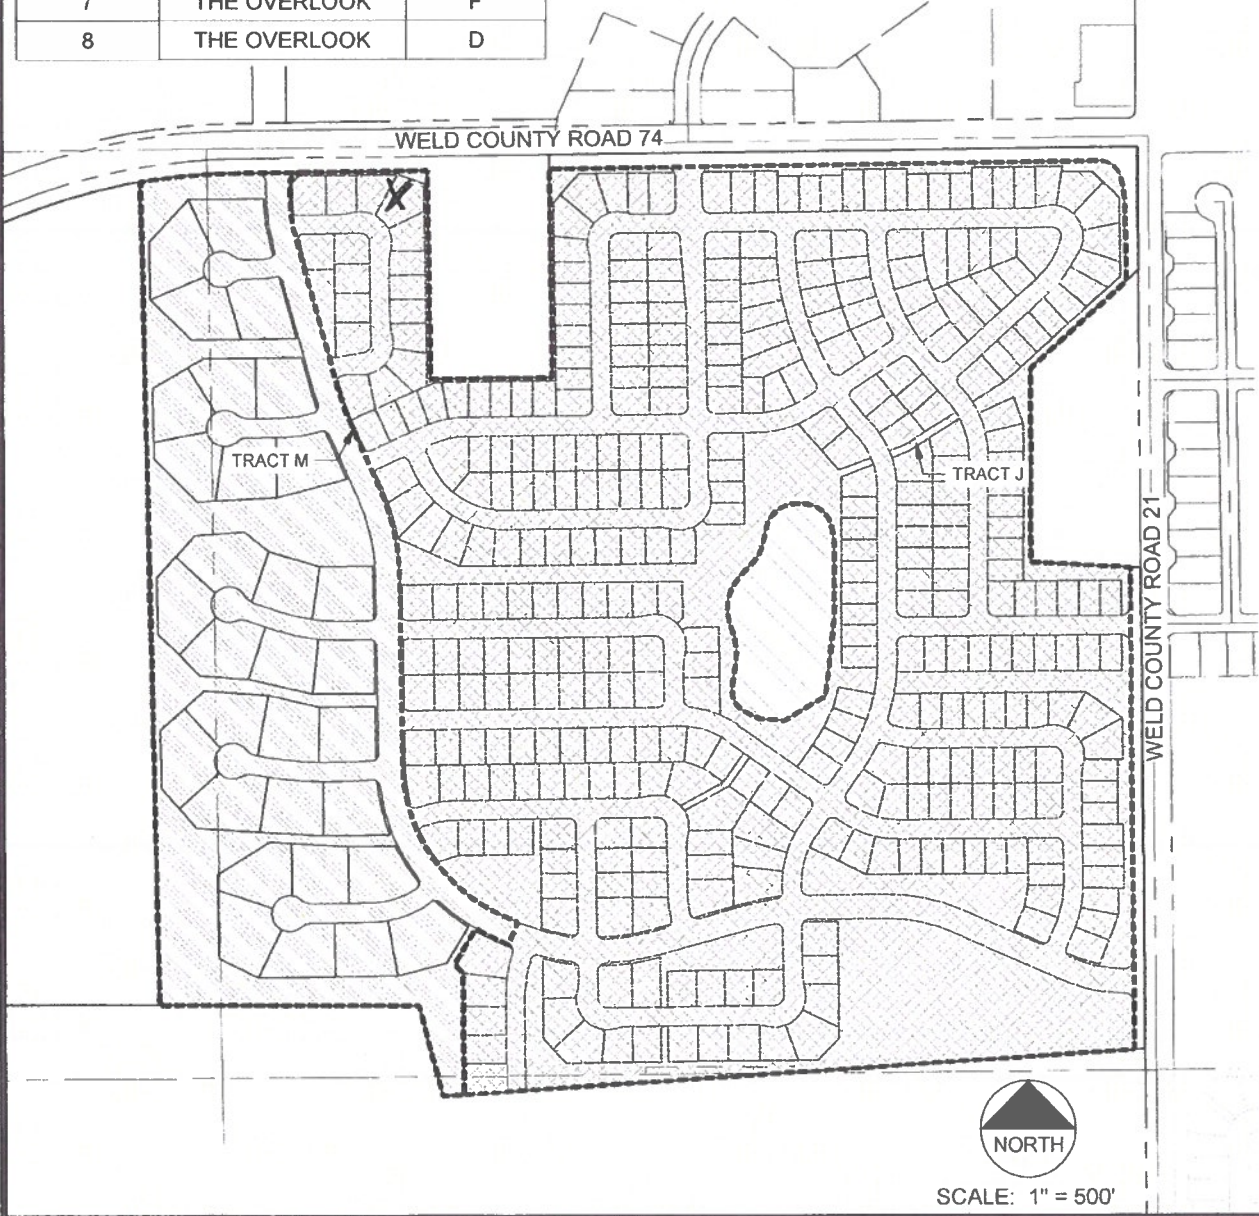 7 THE OVERLOOK F
8 THE OVERLOOK D
WELD COUNTY ROAD 74
X
TRACT M
TRACT J
WELD COUNTY ROAD 21
NORTH
SCALE: 1" = 500'